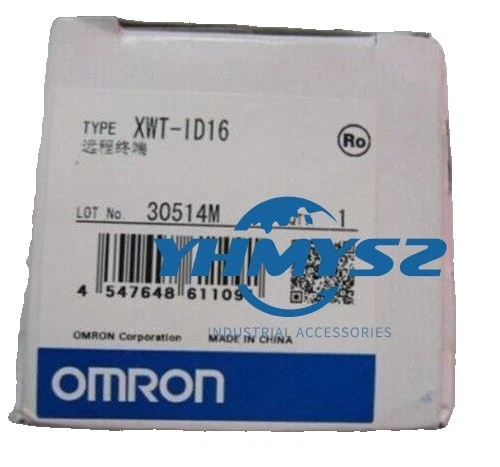 TYPE XWT-ID16
远程终端
Ro
LOT No. 30514M QTY. 1
YHMYSZ
4 547648 61109
INDUSTRIAL ACCESSORIES
OMRON Corporation MADE IN CHINA
OMRON